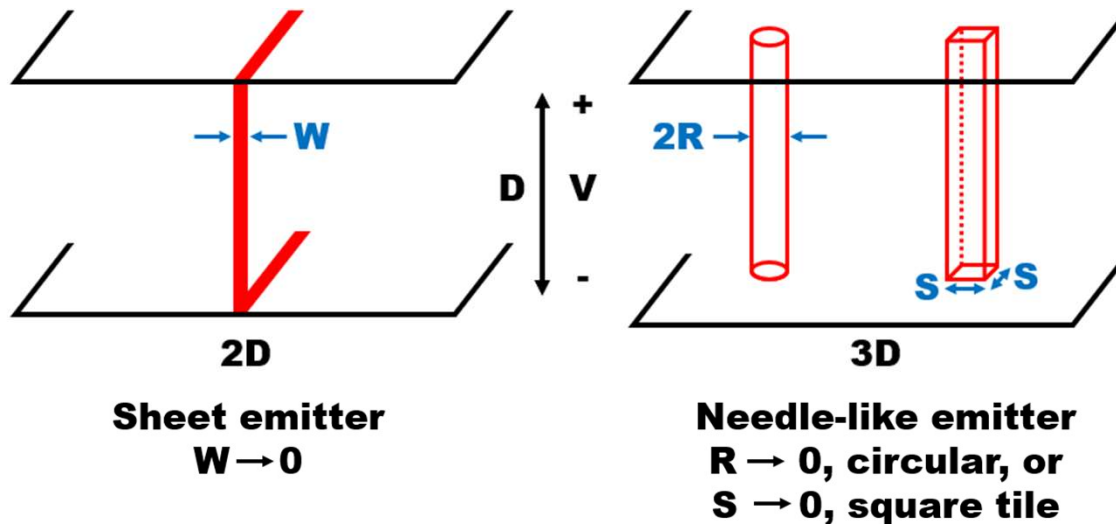 W
D
+
V
-
2R
S
S
2D
3D
Sheet emitter
W → 0
Needle-like emitter
R → 0, circular, or
S → 0, square tile